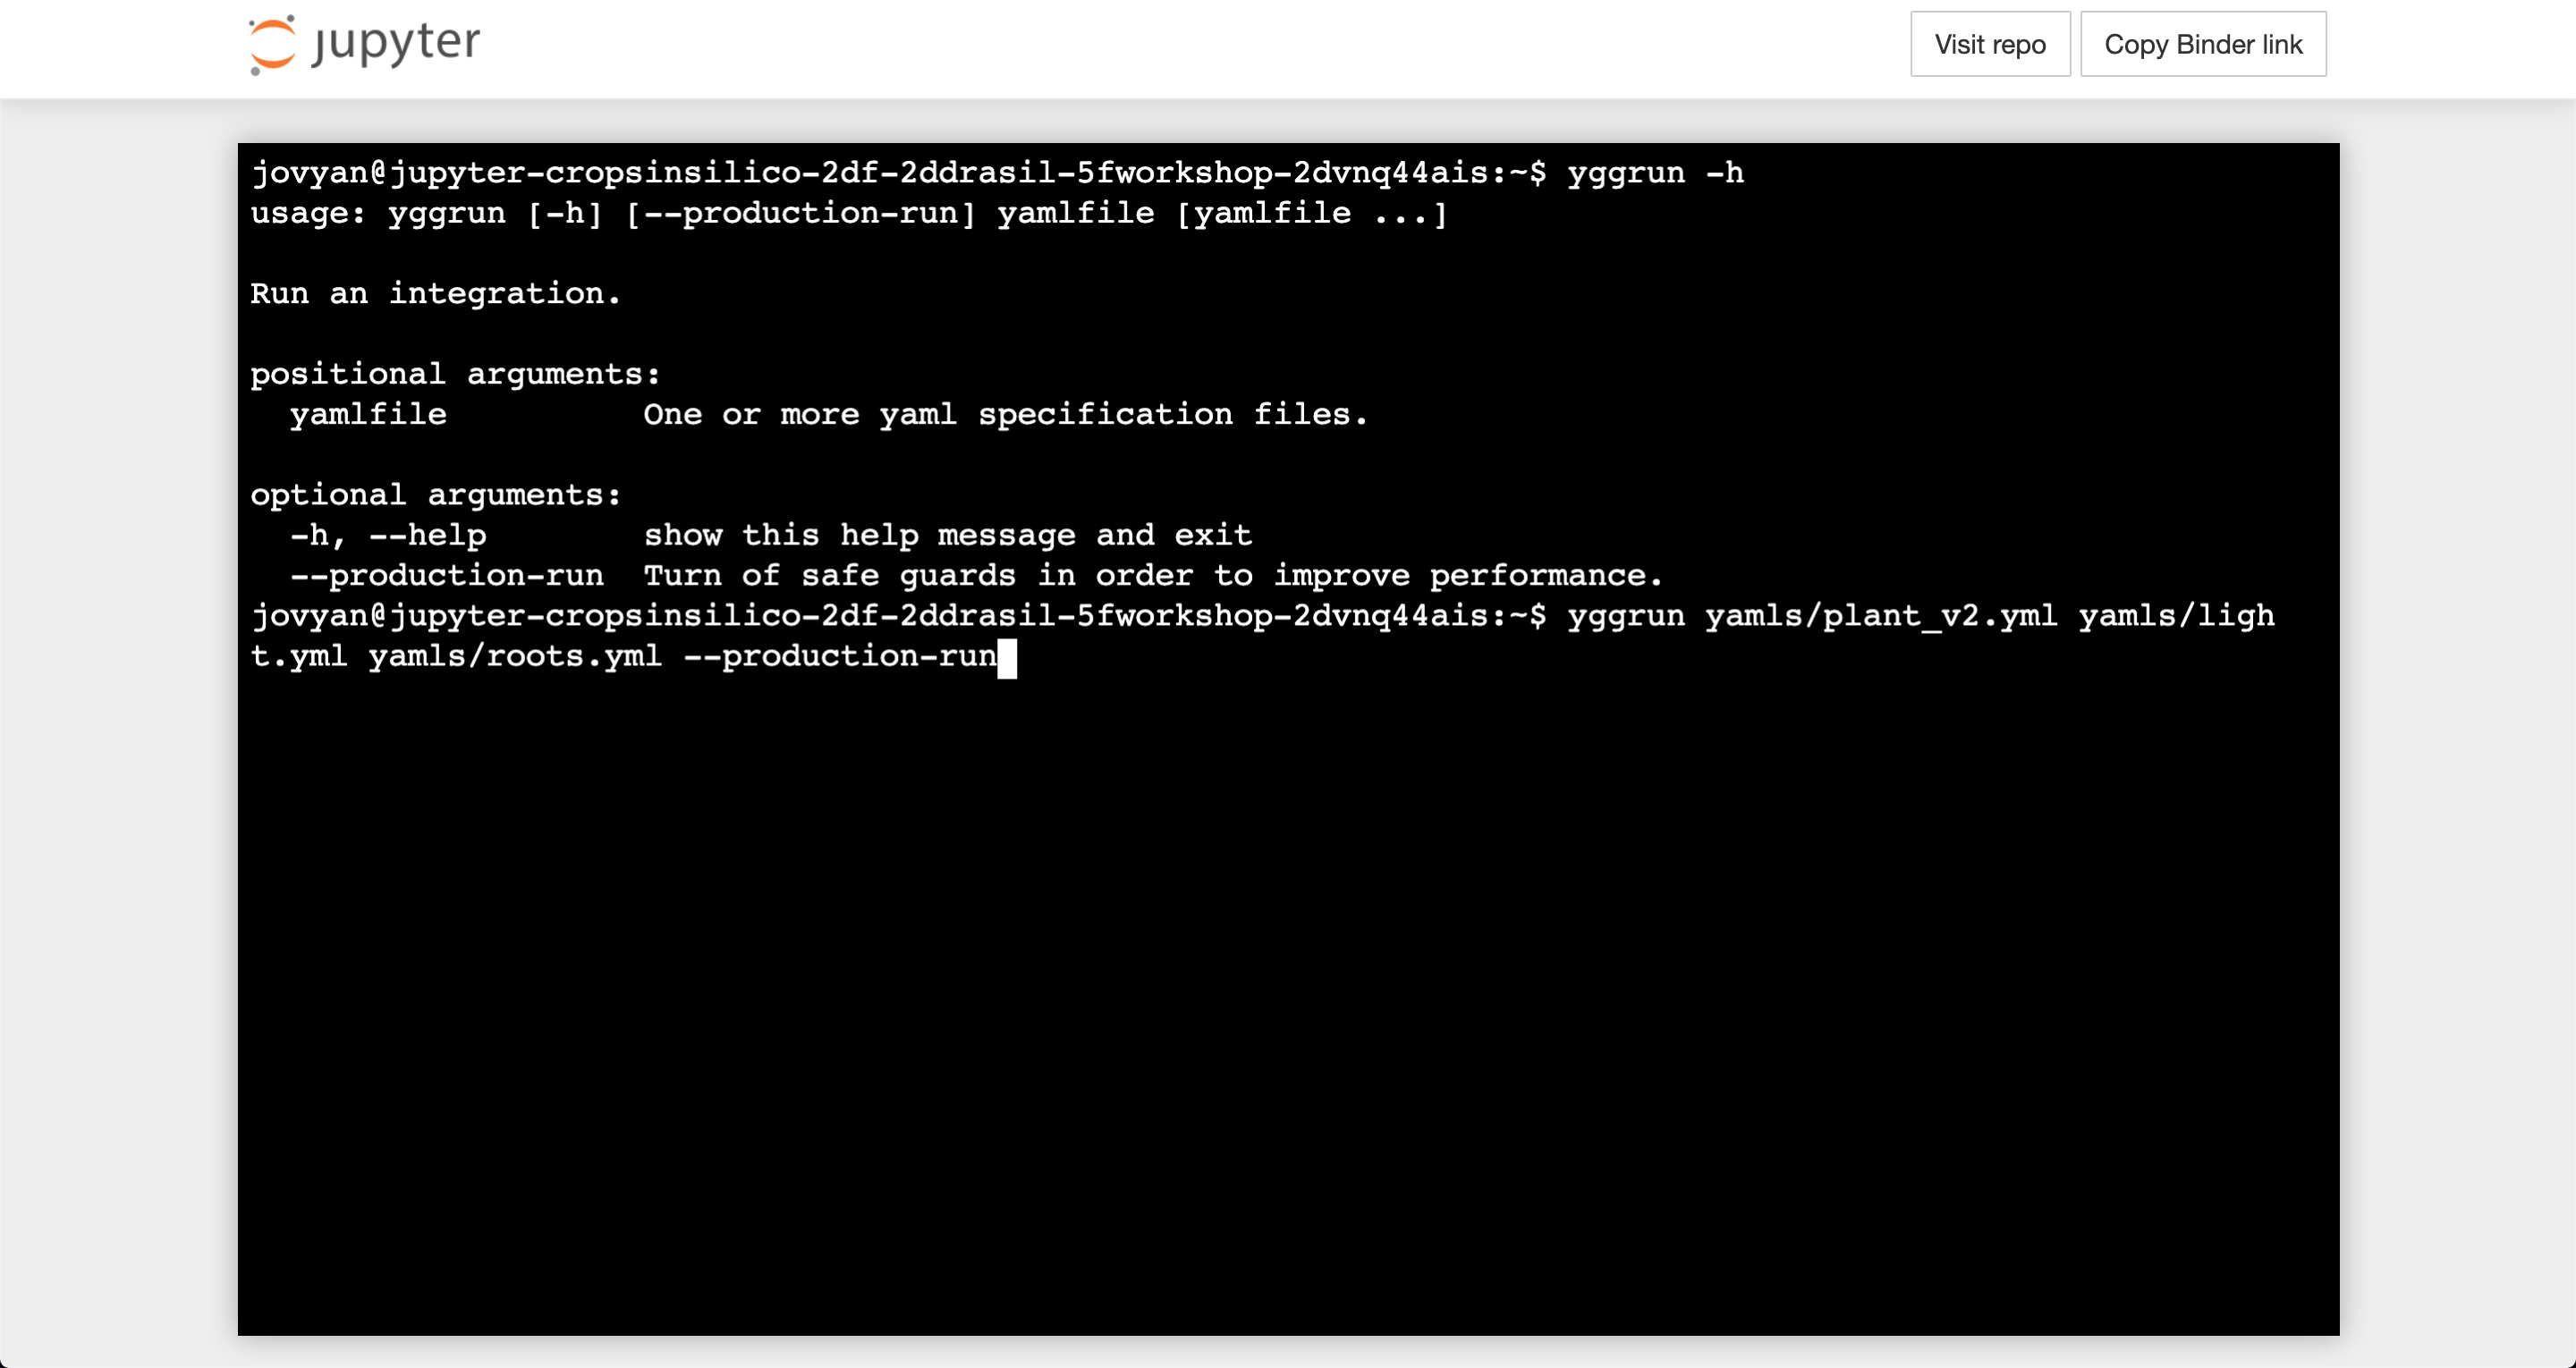 jupyter
Visit repo
Copy Binder link
jovyan@jupyter-cropsinsilico-2df-2ddrasil-5fworkshop-2dvnq44ais:~$ yggrun -h
usage: yggrun [-h] [--production-run] yamlfile [yamlfile ...]
Run an integration.
positional arguments:
  yamlfile          One or more yaml specification files.
optional arguments:
  -h, --help        show this help message and exit
  --production-run  Turn of safe guards in order to improve performance.
jovyan@jupyter-cropsinsilico-2df-2ddrasil-5fworkshop-2dvnq44ais:~$ yggrun yamls/plant_v2.yml yamls/ligh
t.yml yamls/roots.yml --production-run